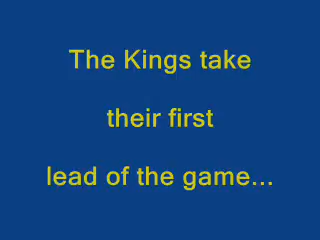 The Kings take
their first
lead of the game...